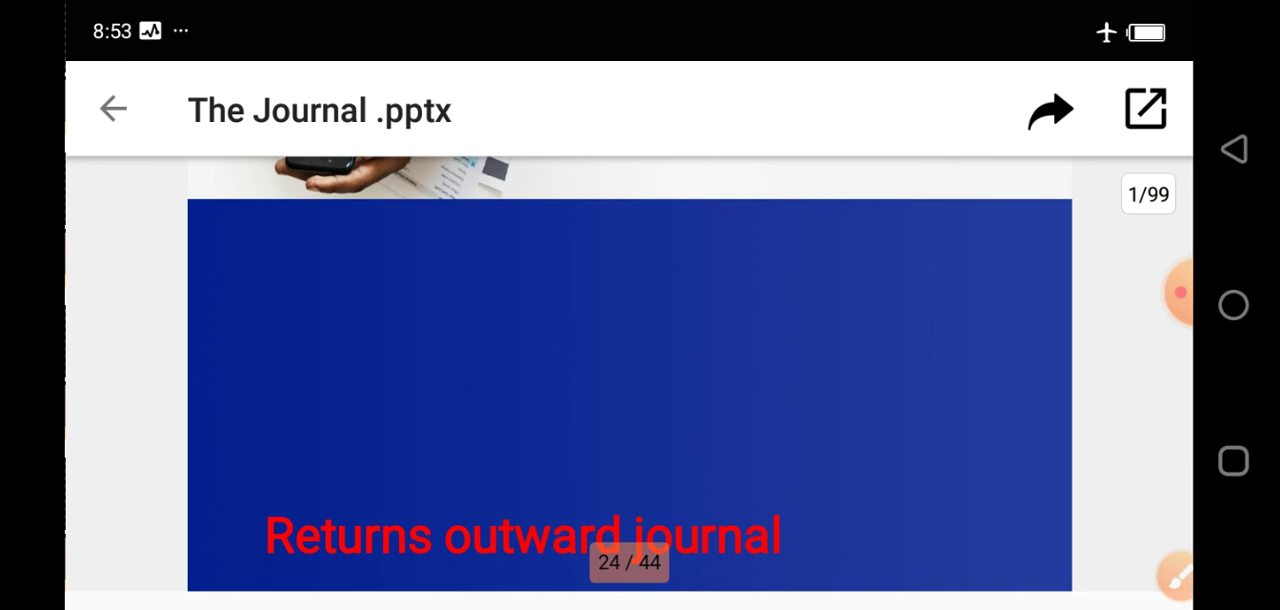 8:53 ...
The Journal .pptx
1/99
Returns outward journal
24 / 44